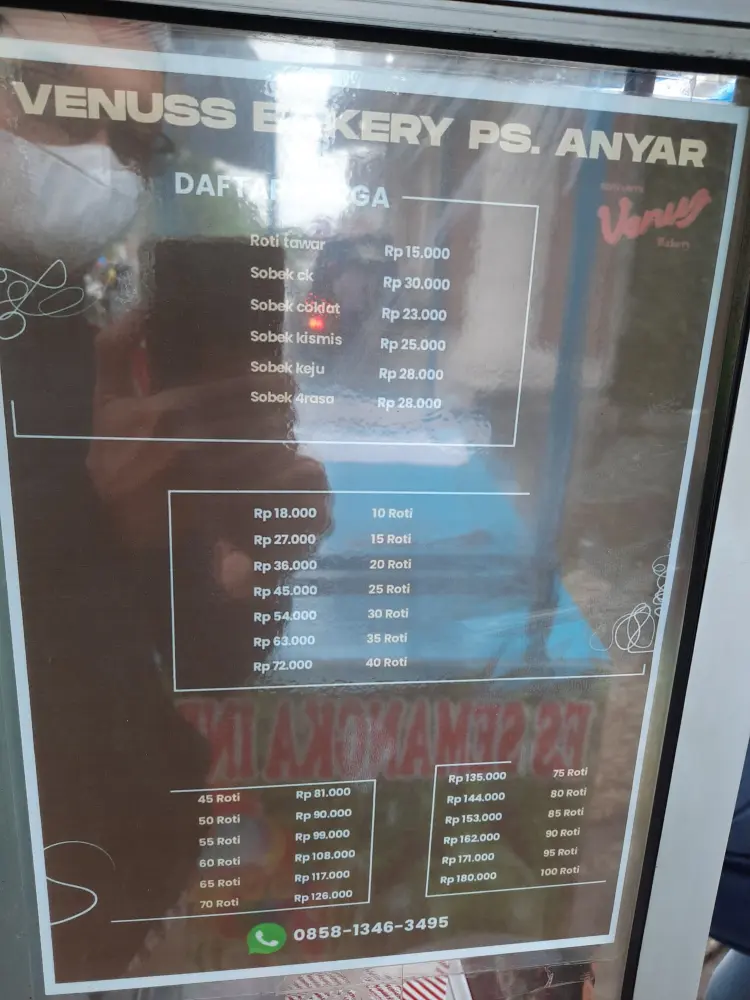 VENUSS BAKERY PS. ANYAR
DAFTAR HARGA
Venus
Bakery
Roti tawar Rp 15.000
Sobek ck Rp 30.000
Sobek coklat Rp 23.000
Sobek kismis Rp 25.000
Sobek keju Rp 28.000
Sobek 4rasa Rp 28.000
Rp 18.000 10 Roti
Rp 27.000 15 Roti
Rp 36.000 20 Roti
Rp 45.000 25 Roti
Rp 54.000 30 Roti
Rp 63.000 35 Roti
Rp 72.000 40 Roti
45 Roti Rp 81.000
50 Roti Rp 90.000
55 Roti Rp 99.000
60 Roti Rp 108.000
65 Roti Rp 117.000
70 Roti Rp 126.000
Rp 135.000 75 Roti
Rp 144.000 80 Roti
Rp 153.000 85 Roti
Rp 162.000 90 Roti
Rp 171.000 95 Roti
Rp 180.000 100 Roti
0858-1346-3495
ES SEMANGKA IN